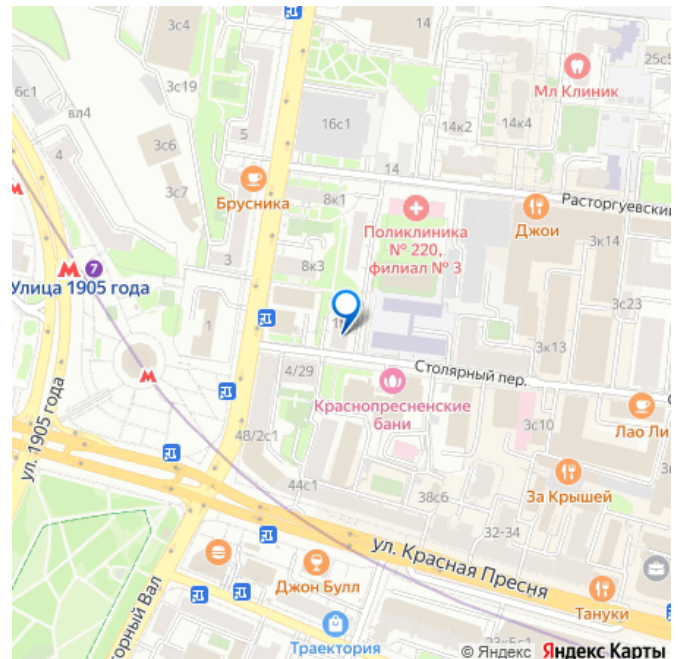 3с4
14
25с5
3с19
Мл Клиник
6с1
вл4
16с1
5
14к2
14к4
4
3с6
14
3с7
Брусника
8к1
Расторгуевский
Поликлиника
№ 220,
филиал № 3
Джои
3
3к14
8к3
7
Улица 1905 года
3с23
1
3к13
Столярный пер.
4/29
Краснопресненские
бани
ул. 1905 года
3с10
Лао Ли
48/2с1
За Крышей
44с1
38с6
32-34
ул. Красная Пресня
Джон Булл
Тануки
торный Вал
Траектория
© Яндекс Яндекс Карты